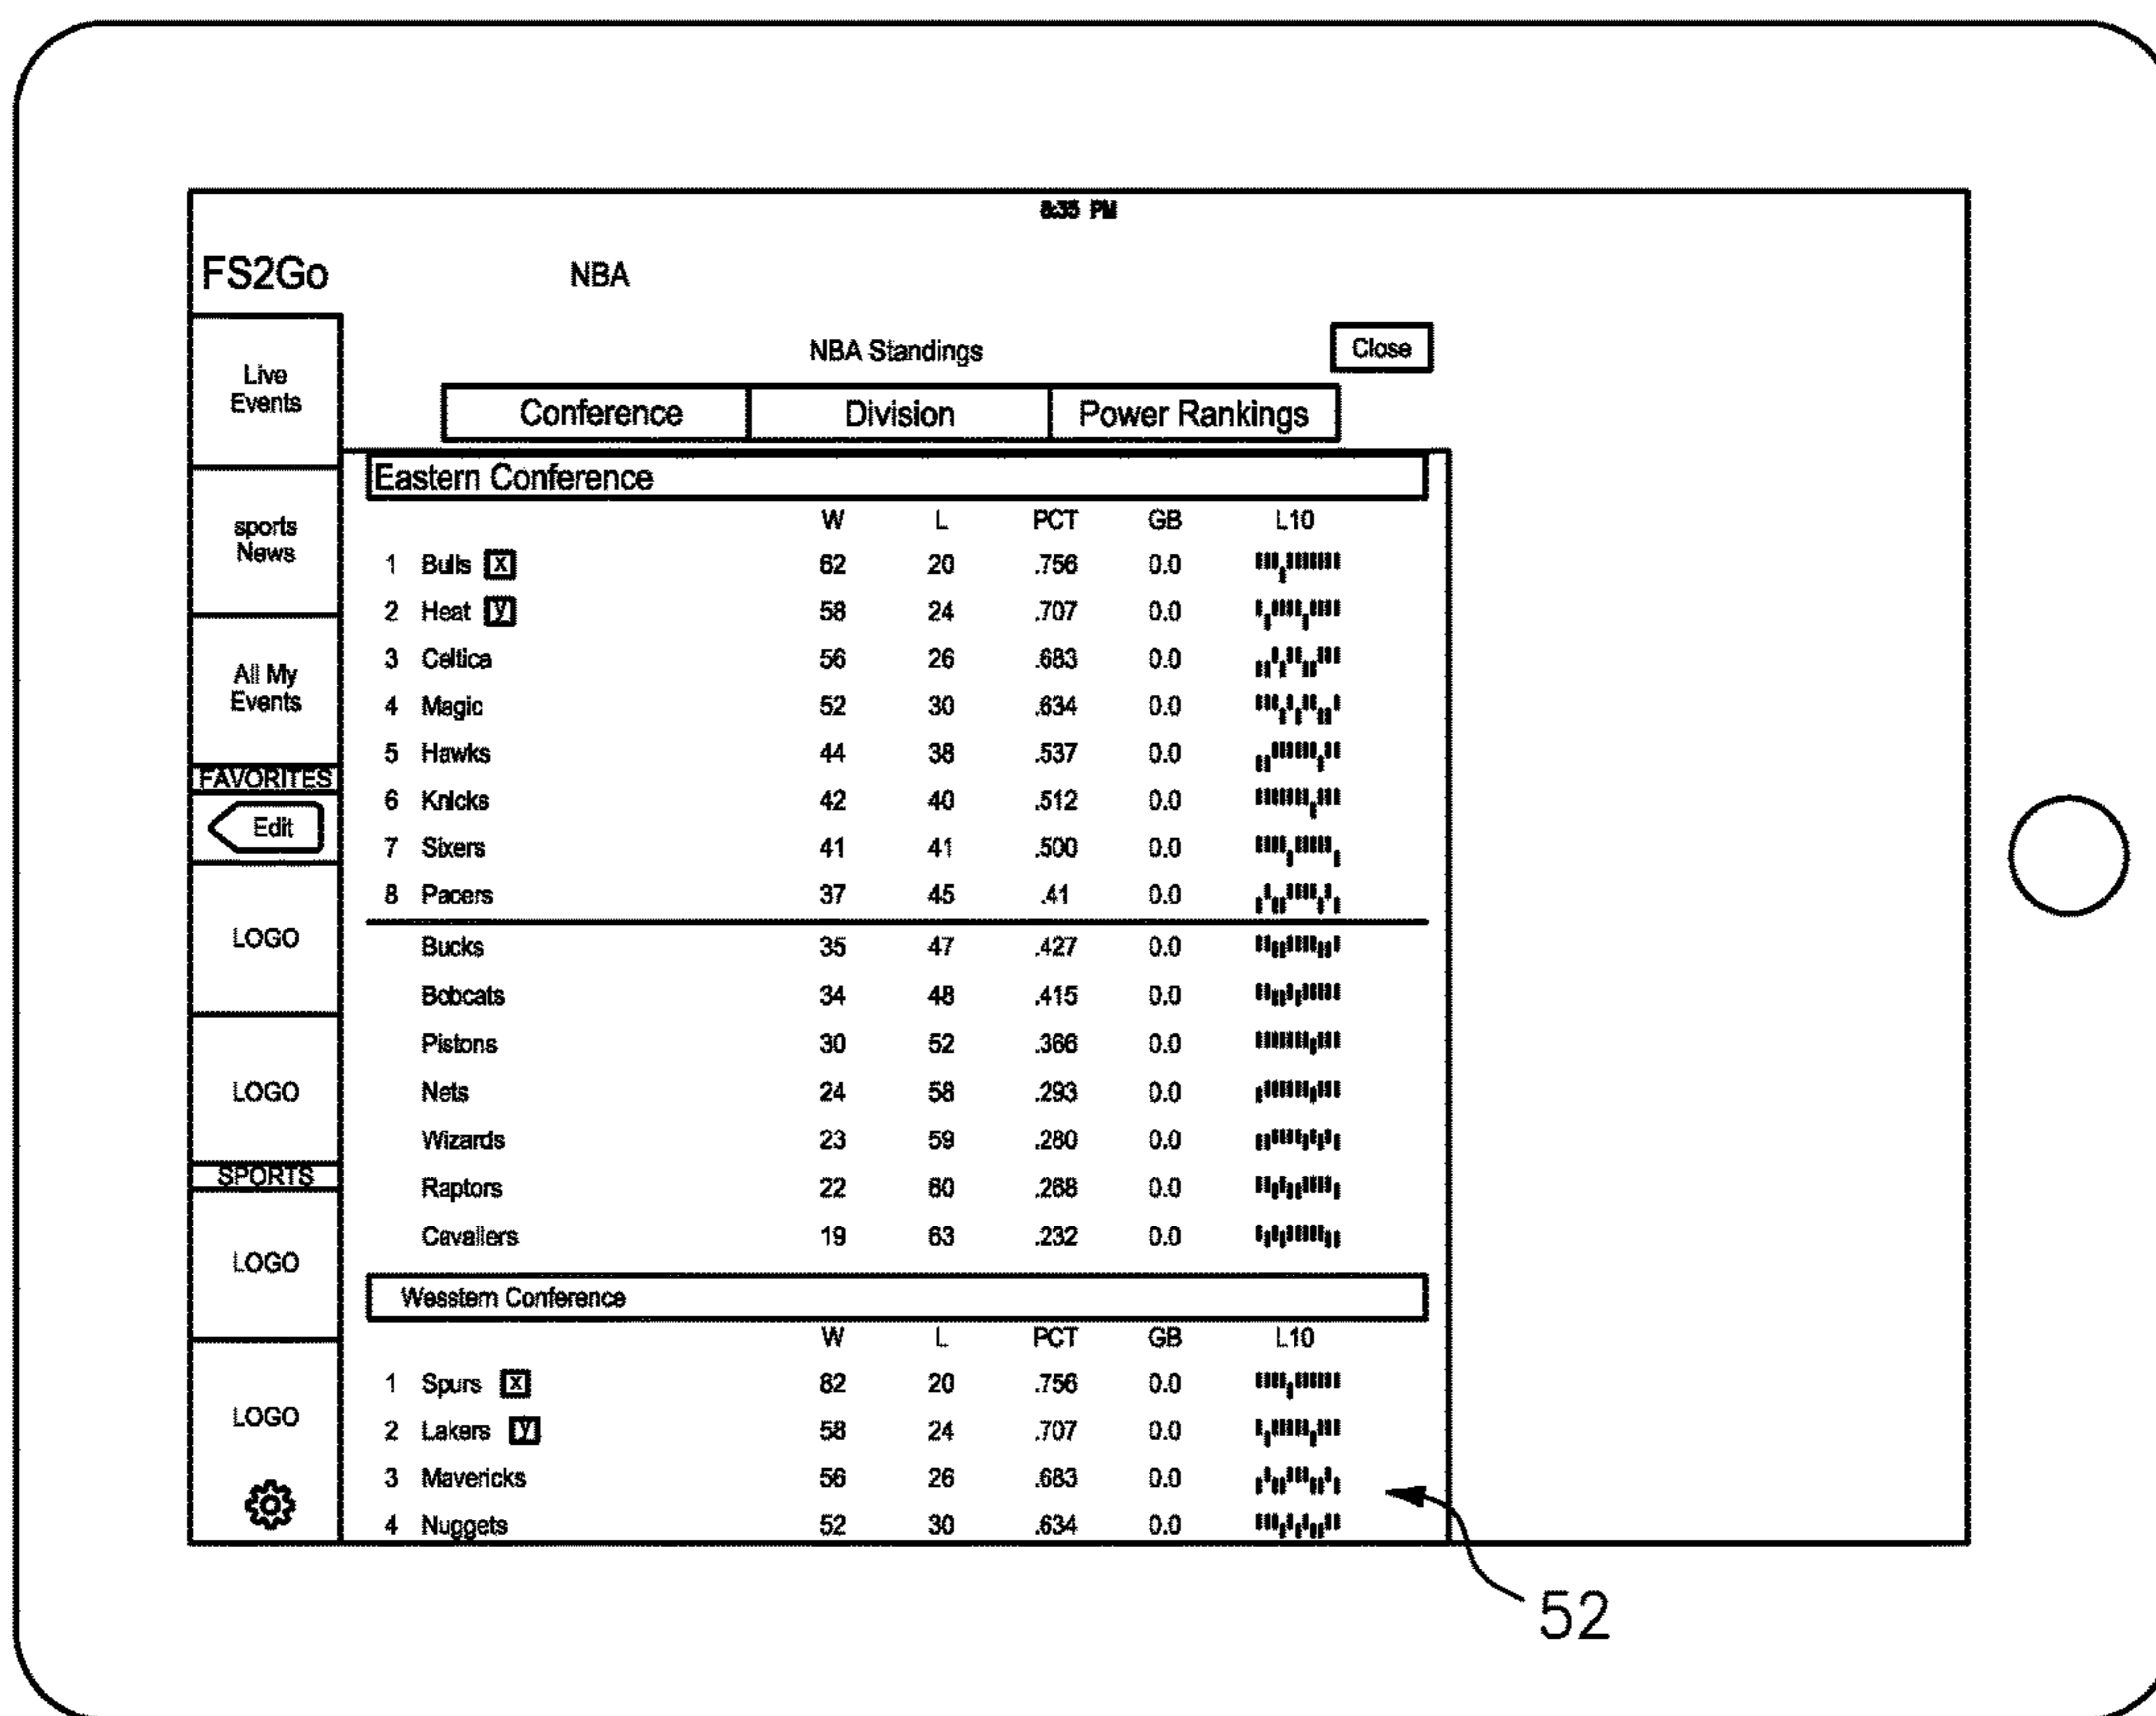 8:35 PM
FS2Go NBA
NBA Standings Close
Conference Division Power Rankings
Live
Events
sports
News
All My
Events
FAVORITES
Edit
LOGO
LOGO
SPORTS
LOGO
LOGO
Eastern Conference
W L PCT GB L10
1 Bulls x 62 20 .756 0.0
2 Heat y 58 24 .707 0.0
3 Celtica 56 26 .683 0.0
4 Magic 52 30 .634 0.0
5 Hawks 44 38 .537 0.0
6 Knicks 42 40 .512 0.0
7 Sixers 41 41 .500 0.0
8 Pacers 37 45 .41 0.0
Bucks 35 47 .427 0.0
Bobcats 34 48 .415 0.0
Pistons 30 52 .366 0.0
Nets 24 58 .293 0.0
Wizards 23 59 .280 0.0
Raptors 22 60 .268 0.0
Cavaliers 19 63 .232 0.0
Wesstern Conference
W L PCT GB L10
1 Spurs x 62 20 .756 0.0
2 Lakers y 58 24 .707 0.0
3 Mavericks 56 26 .683 0.0
4 Nuggets 52 30 .634 0.0
52